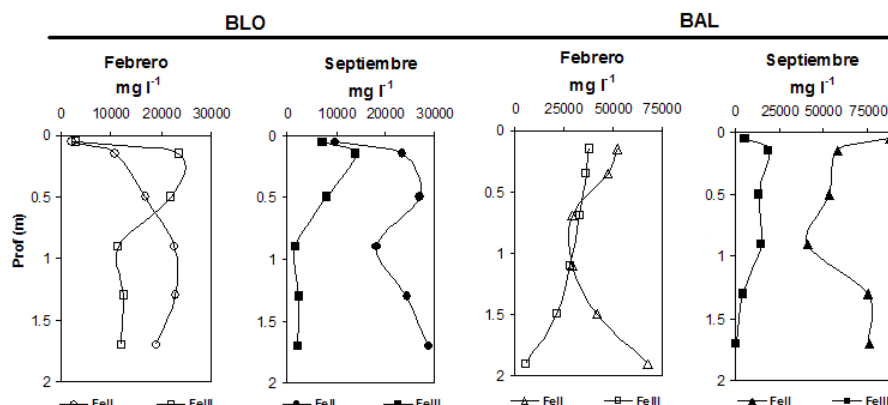 BLO
BAL
Febrero
mg l-1
0 10000 20000 30000
Septiembre
mg l-1
0 10000 20000 30000
Febrero
mg l-1
0 25000 50000 75000
Septiembre
mg l-1
0 25000 50000 75000
Prof (m)
0
0.5
1
1.5
2
0
0.5
1
1.5
2
0
0.5
1
1.5
2
0
0.5
1
1.5
2
FeII FeIII
FeII FeIII
FeII FeIII
FeII FeIII